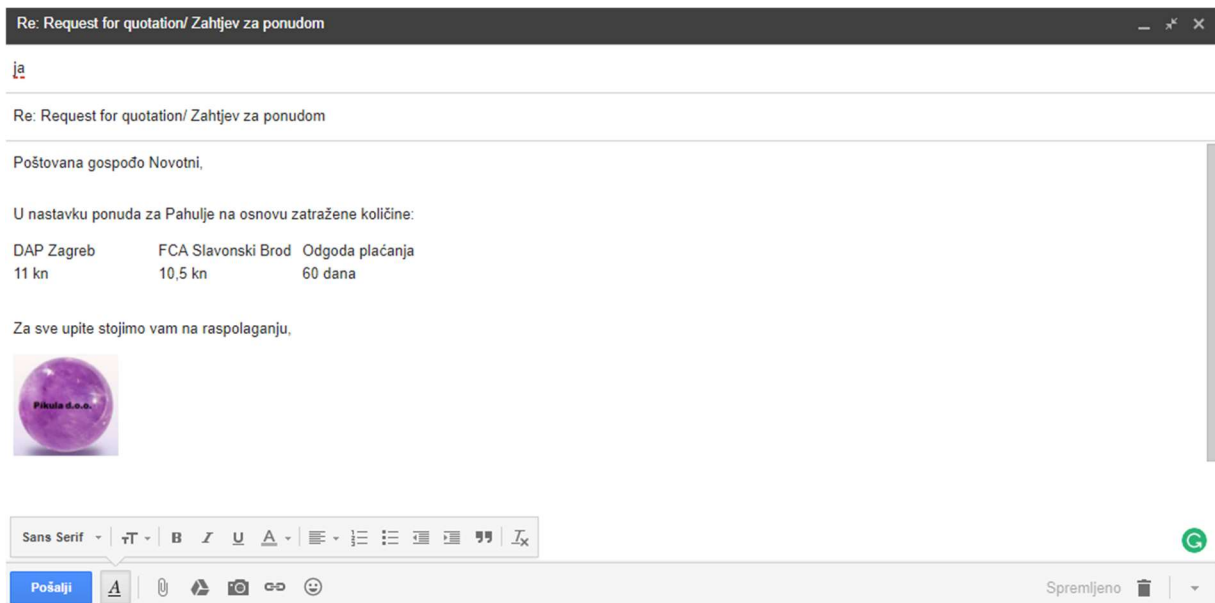 Re: Request for quotation/ Zahtjev za ponudom
ja
Re: Request for quotation/ Zahtjev za ponudom
Poštovana gospođo Novotni,
U nastavku ponuda za Pahulje na osnovu zatražene količine:
DAP Zagreb FCA Slavonski Brod Odgoda plaćanja
11 kn 10,5 kn 60 dana
Za sve upite stojimo vam na raspolaganju,
Pikula d.o.o.
Sans Serif
Pošalji
Spremljeno